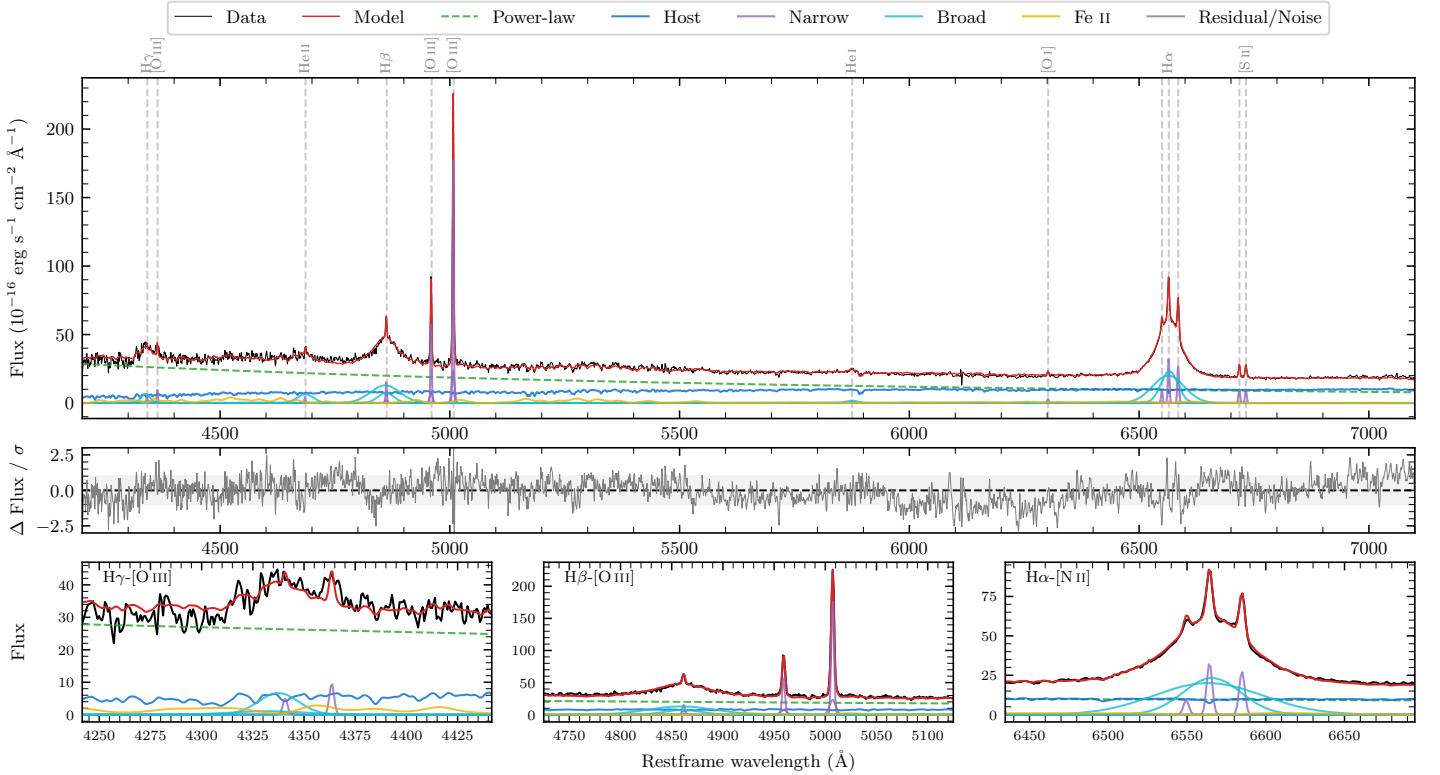 Data Model Power-law Host Narrow Broad Fe II Residual/Noise
Hγ [O III] He II Hβ [O III] [O III] He I [O I] Hα [S II]
Flux (10⁻¹⁶ erg s⁻¹ cm⁻² Å⁻¹)
200
150
100
50
0
4500 5000 5500 6000 6500 7000
Δ Flux / σ
2.5
0.0
−2.5
4500 5000 5500 6000 6500 7000
Flux
Hγ-[O III]
40
30
20
10
0
4250 4275 4300 4325 4350 4375 4400 4425
Hβ-[O III]
200
150
100
50
0
4750 4800 4850 4900 4950 5000 5050 5100
Hα-[N II]
75
50
25
0
6450 6500 6550 6600 6650
Restframe wavelength (Å)